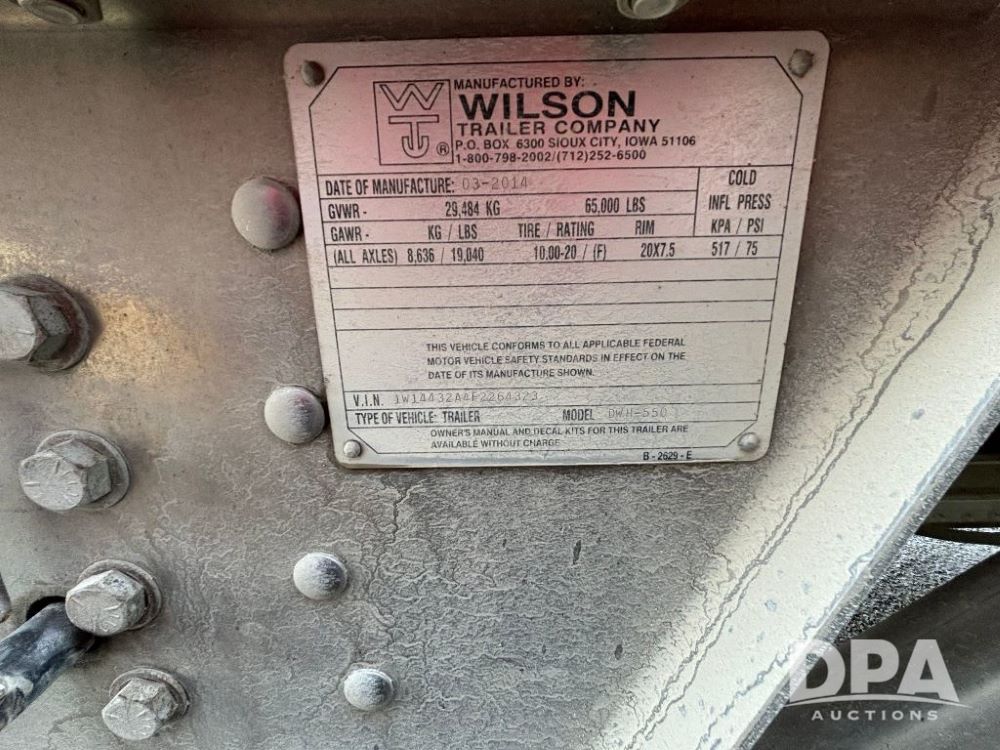 MANUFACTURED BY:
WILSON
TRAILER COMPANY
P.O. BOX 6300 SIOUX CITY, IOWA 51106
1-800-798-2002/(712)252-6500
WT ®
DATE OF MANUFACTURE: 03-2014
COLD
INFL PRESS
KPA / PSI
GVWR - 29,484 KG 65,000 LBS
GAWR - KG / LBS TIRE / RATING RIM
(ALL AXLES) 8,636 / 19,040 10.00-20 / (F) 20X7.5 517 / 75
THIS VEHICLE CONFORMS TO ALL APPLICABLE FEDERAL
MOTOR VEHICLE SAFETY STANDARDS IN EFFECT ON THE
DATE OF ITS MANUFACTURE SHOWN.
V.I.N.
TYPE OF VEHICLE: TRAILER MODEL DWH-550
OWNER'S MANUAL AND DECAL KITS FOR THIS TRAILER ARE
AVAILABLE WITHOUT CHARGE
B - 2629 - E
DPA
AUCTIONS